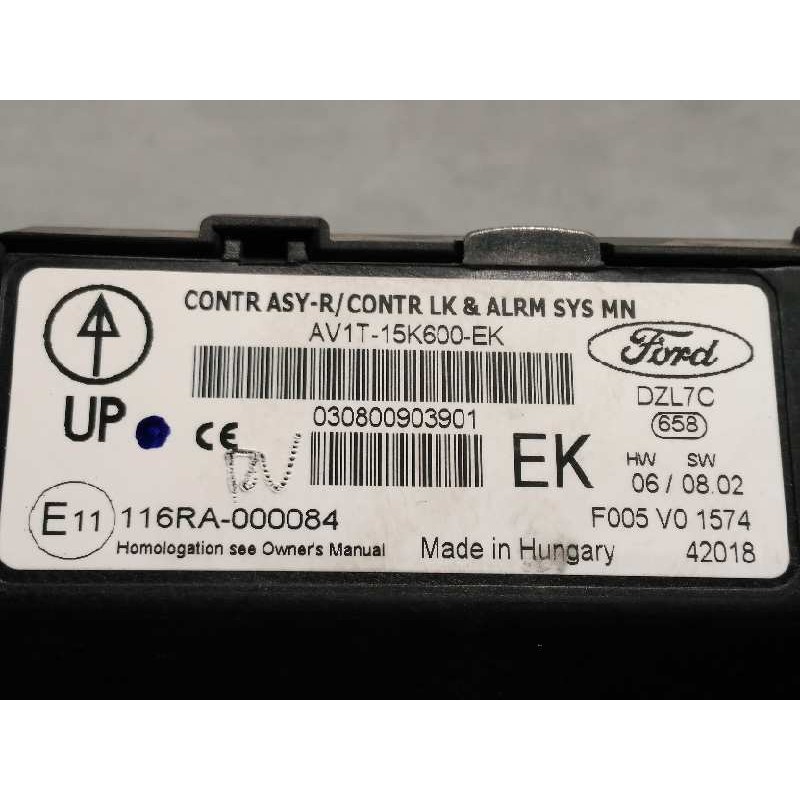 CONTR ASY-R/CONTR LK & ALRM SYS MN
AV1T-15K600-EK
Ford
UP
DZL7C
030800903901
658
CE
EK
HW SW
06/ 08.02
E11
116RA-000084
F005 V0 1574
Homologation see Owner's Manual
Made in Hungary
42018